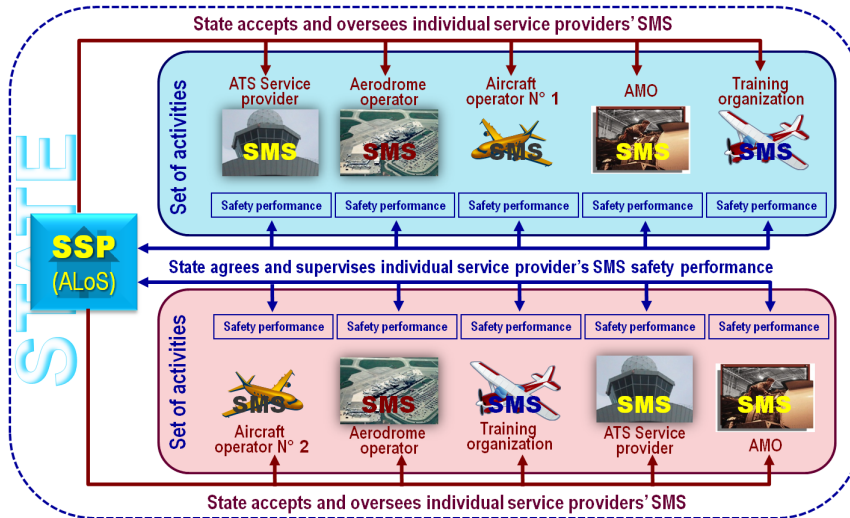 State accepts and oversees individual service providers' SMS
ATS Service
provider
Aerodrome
operator
Aircraft
operator N° 1
AMO
Training
organization
SMS
SMS
SMS
SMS
SMS
Set of activities
Safety performance
Safety performance
Safety performance
Safety performance
Safety performance
STATE
SSP
(ALoS)
State agrees and supervises individual service provider's SMS safety performance
Set of activities
Safety performance
Safety performance
Safety performance
Safety performance
Safety performance
SMS
SMS
SMS
SMS
SMS
Aircraft
operator N° 2
Aerodrome
operator
Training
organization
ATS Service
provider
AMO
State accepts and oversees individual service providers' SMS